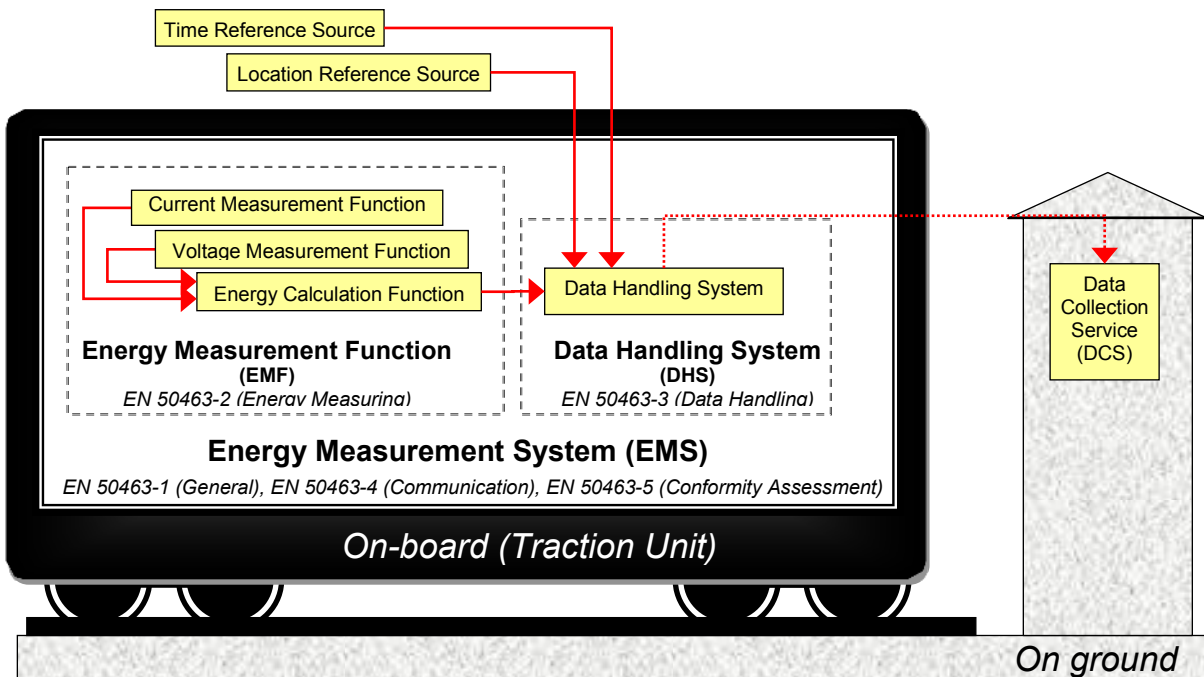 Time Reference Source
Location Reference Source
Current Measurement Function
Voltage Measurement Function
Energy Calculation Function
Data Handling System
Energy Measurement Function
(EMF)
EN 50463-2 (Energy Measuring)
Data Handling System
(DHS)
EN 50463-3 (Data Handling)
Energy Measurement System (EMS)
EN 50463-1 (General), EN 50463-4 (Communication), EN 50463-5 (Conformity Assessment)
On-board (Traction Unit)
Data
Collection
Service
(DCS)
On ground